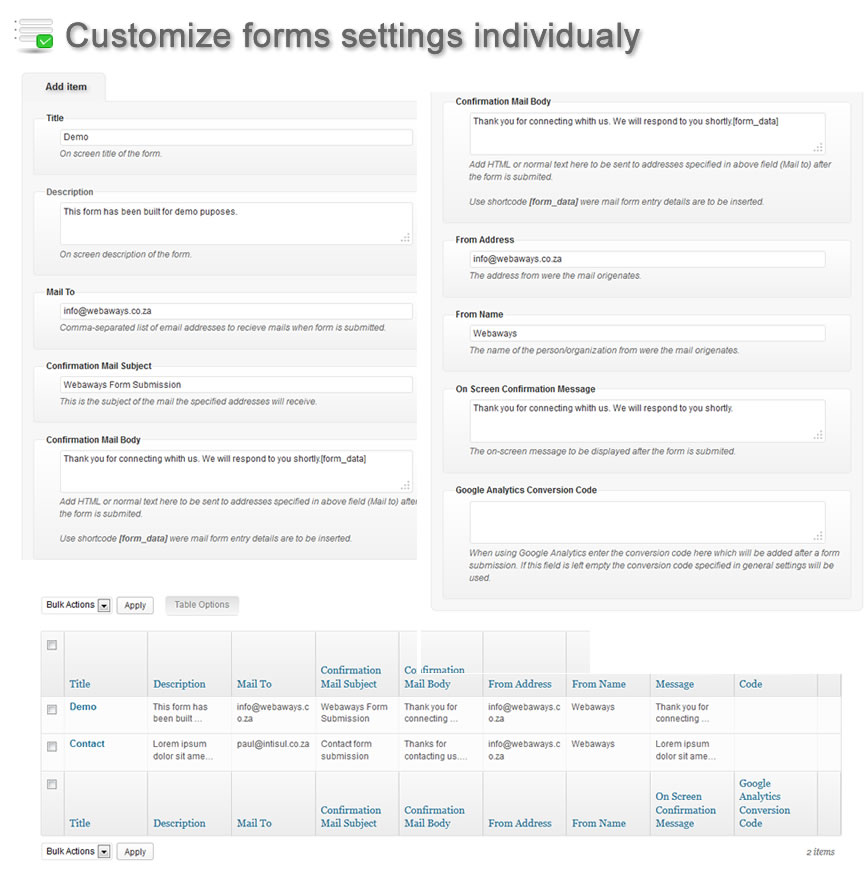 Customize forms settings individualy
Add item
Title
Demo
On screen title of the form.
Description
This form has been built for demo puposes.
On screen description of the form.
Mail To
info@webaways.co.za
Comma-separated list of email addresses to recieve mails when form is submitted.
Confirmation Mail Subject
Webaways Form Submission
This is the subject of the mail the specified addresses will receive.
Confirmation Mail Body
Thank you for connecting whith us. We will respond to you shortly.[form_data]
Add HTML or normal text here to be sent to addresses specified in above field (Mail to) after
the form is submited.
Use shortcode [form_data] were mail form entry details are to be inserted.
Confirmation Mail Body
Thank you for connecting whith us. We will respond to you shortly.[form_data]
Add HTML or normal text here to be sent to addresses specified in above field (Mail to) after
the form is submited.
Use shortcode [form_data] were mail form entry details are to be inserted.
From Address
info@webaways.co.za
The address from were the mail origenates.
From Name
Webaways
The name of the person/organization from were the mail origenates.
On Screen Confirmation Message
Thank you for connecting whith us. We will respond to you shortly.
The on-screen message to be displayed after the form is submited.
Google Analytics Conversion Code
When using Google Analytics enter the conversion code here which will be added after a form
submission. If this field is left empty the conversion code specified in general settings will be
used.
Bulk Actions Apply Table Options
Confirmation Confirmation
Title Description Mail To Mail Subject Mail Body From Address From Name Message Code
Demo This form has info@webaways.c Webaways Form Thank you for info@webaways.c Webaways Thank you for
been built ... o.za Submission connecting ... o.za connecting ...
Contact Lorem ipsum paul@intisul.co.za Contact form Thanks for info@webaways.c Webaways Lorem ipsum
dolor sit ame... submission contacting us.... o.za dolor sit ame...
Google
On Screen Analytics
Confirmation Confirmation Confirmation Conversion
Title Description Mail To Mail Subject Mail Body From Address From Name Message Code
Bulk Actions Apply 2 items